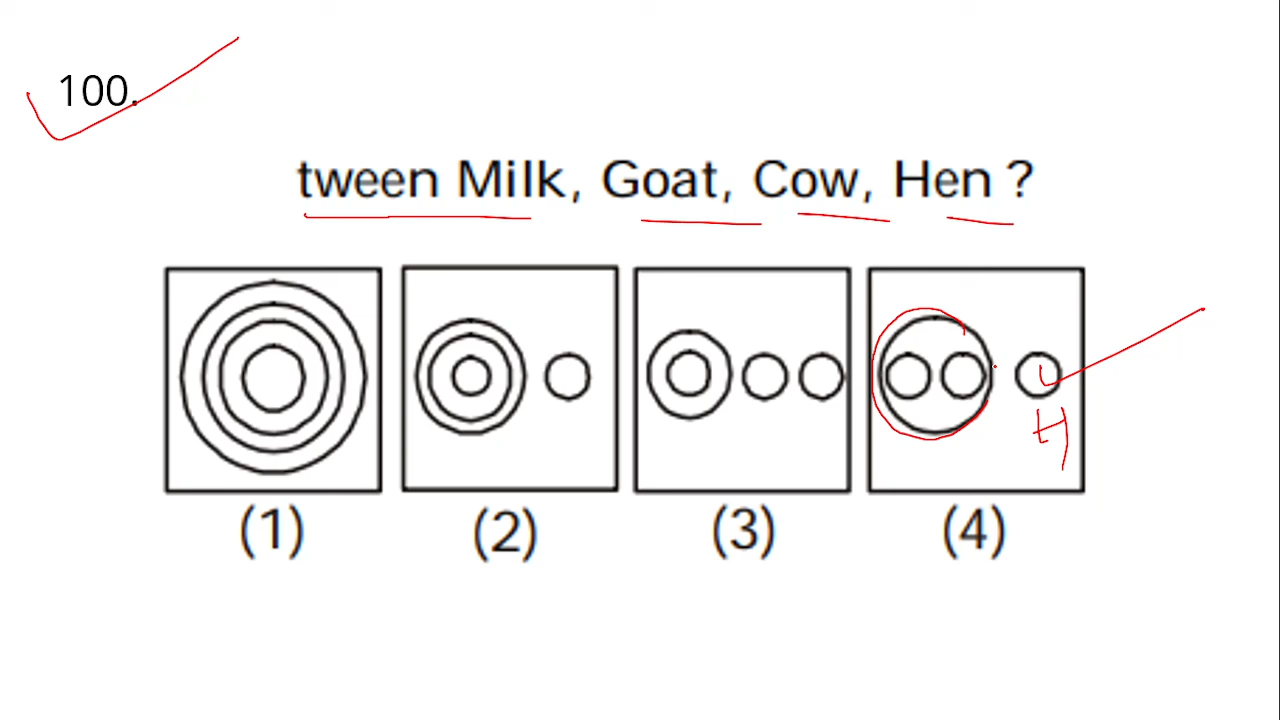 100.
tween Milk, Goat, Cow, Hen ?
H
(1) (2) (3) (4)